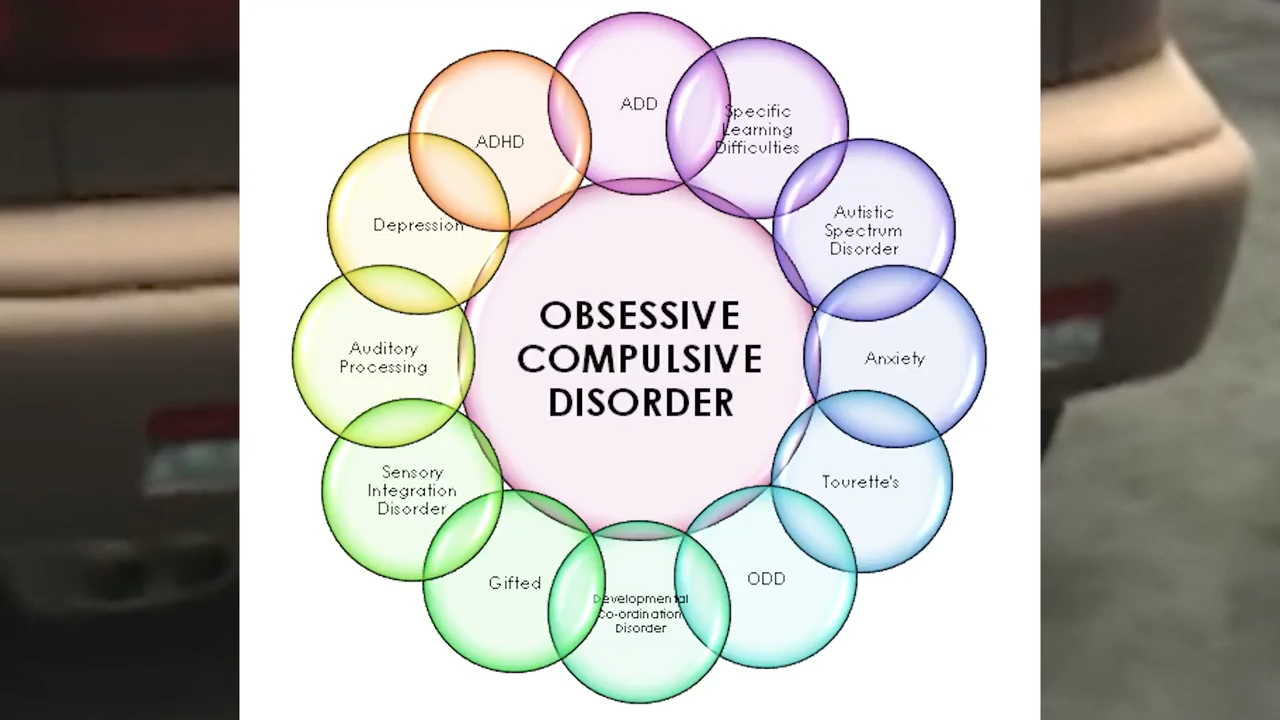 OBSESSIVE
COMPULSIVE
DISORDER
ADD
Specific
Learning
Difficulties
Autistic
Spectrum
Disorder
Anxiety
Tourette's
ODD
Developmental
Co-ordination
Disorder
Gifted
Sensory
Integration
Disorder
Auditory
Processing
Depression
ADHD